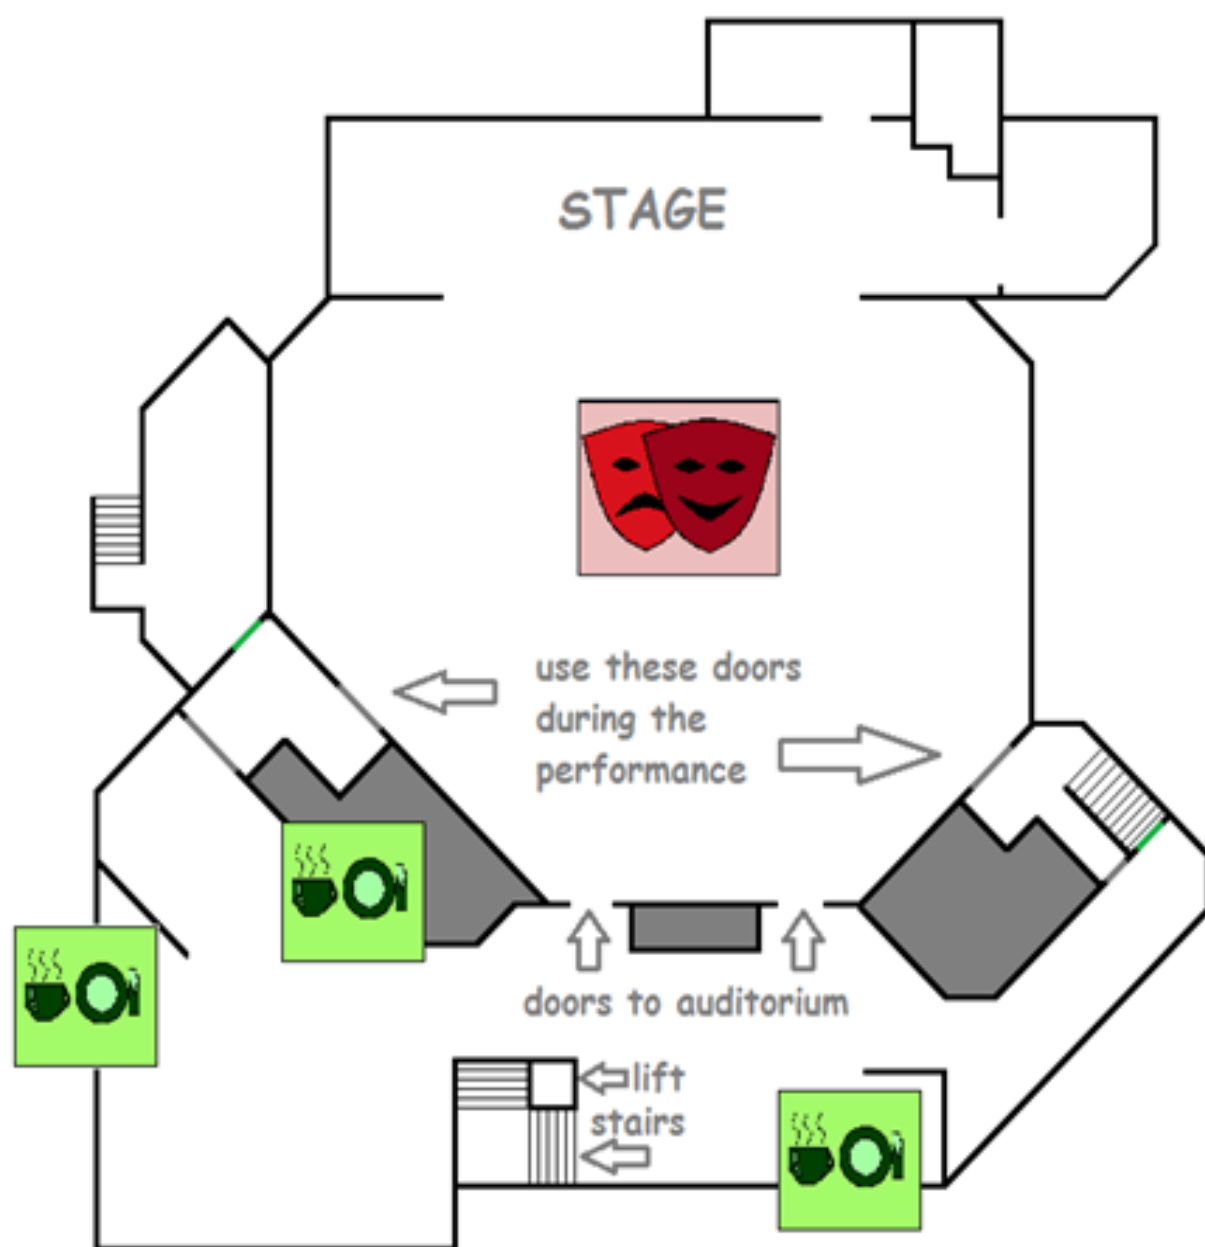 STAGE
use these doors
during the
performance
doors to auditorium
lift
stairs